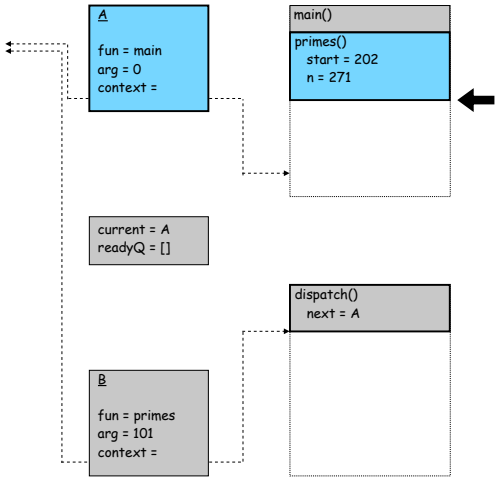 A
fun = main
arg = 0
context =
main()
primes()
start = 202
n = 271
current = A
readyQ = []
dispatch()
next = A
B
fun = primes
arg = 101
context =